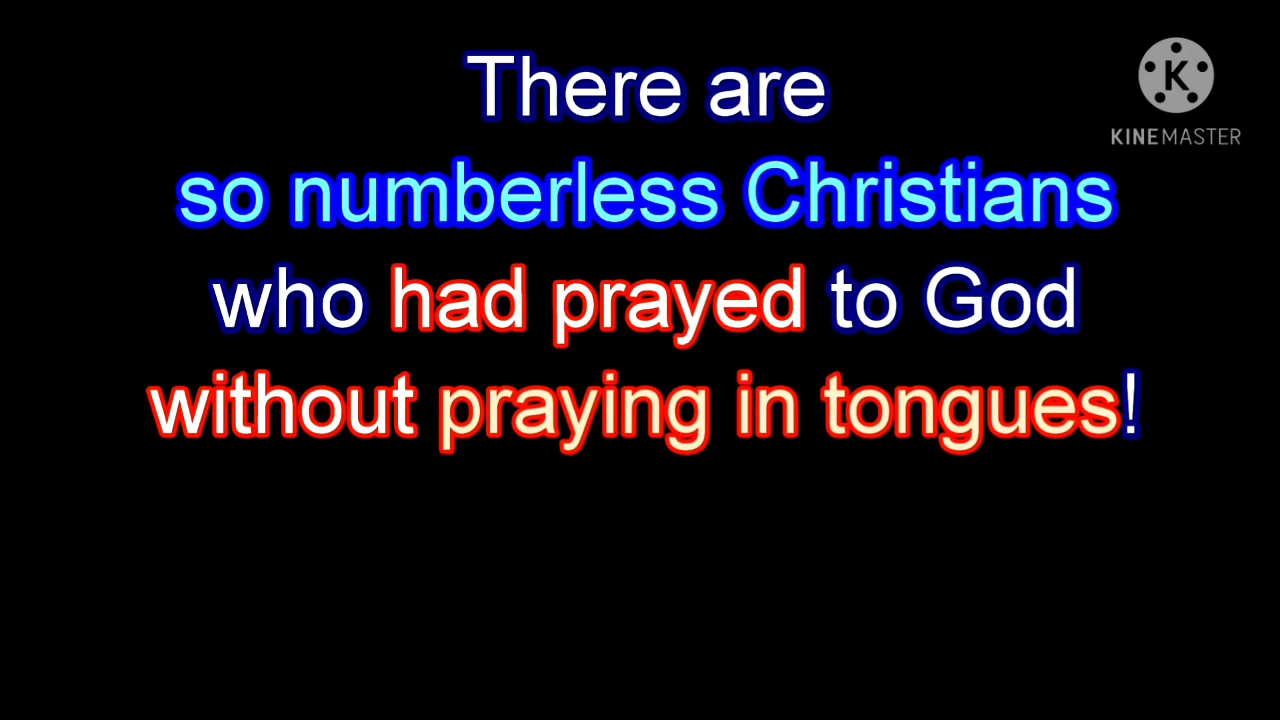 There are
so numberless Christians
who had prayed to God
without praying in tongues!
K
KINEMASTER